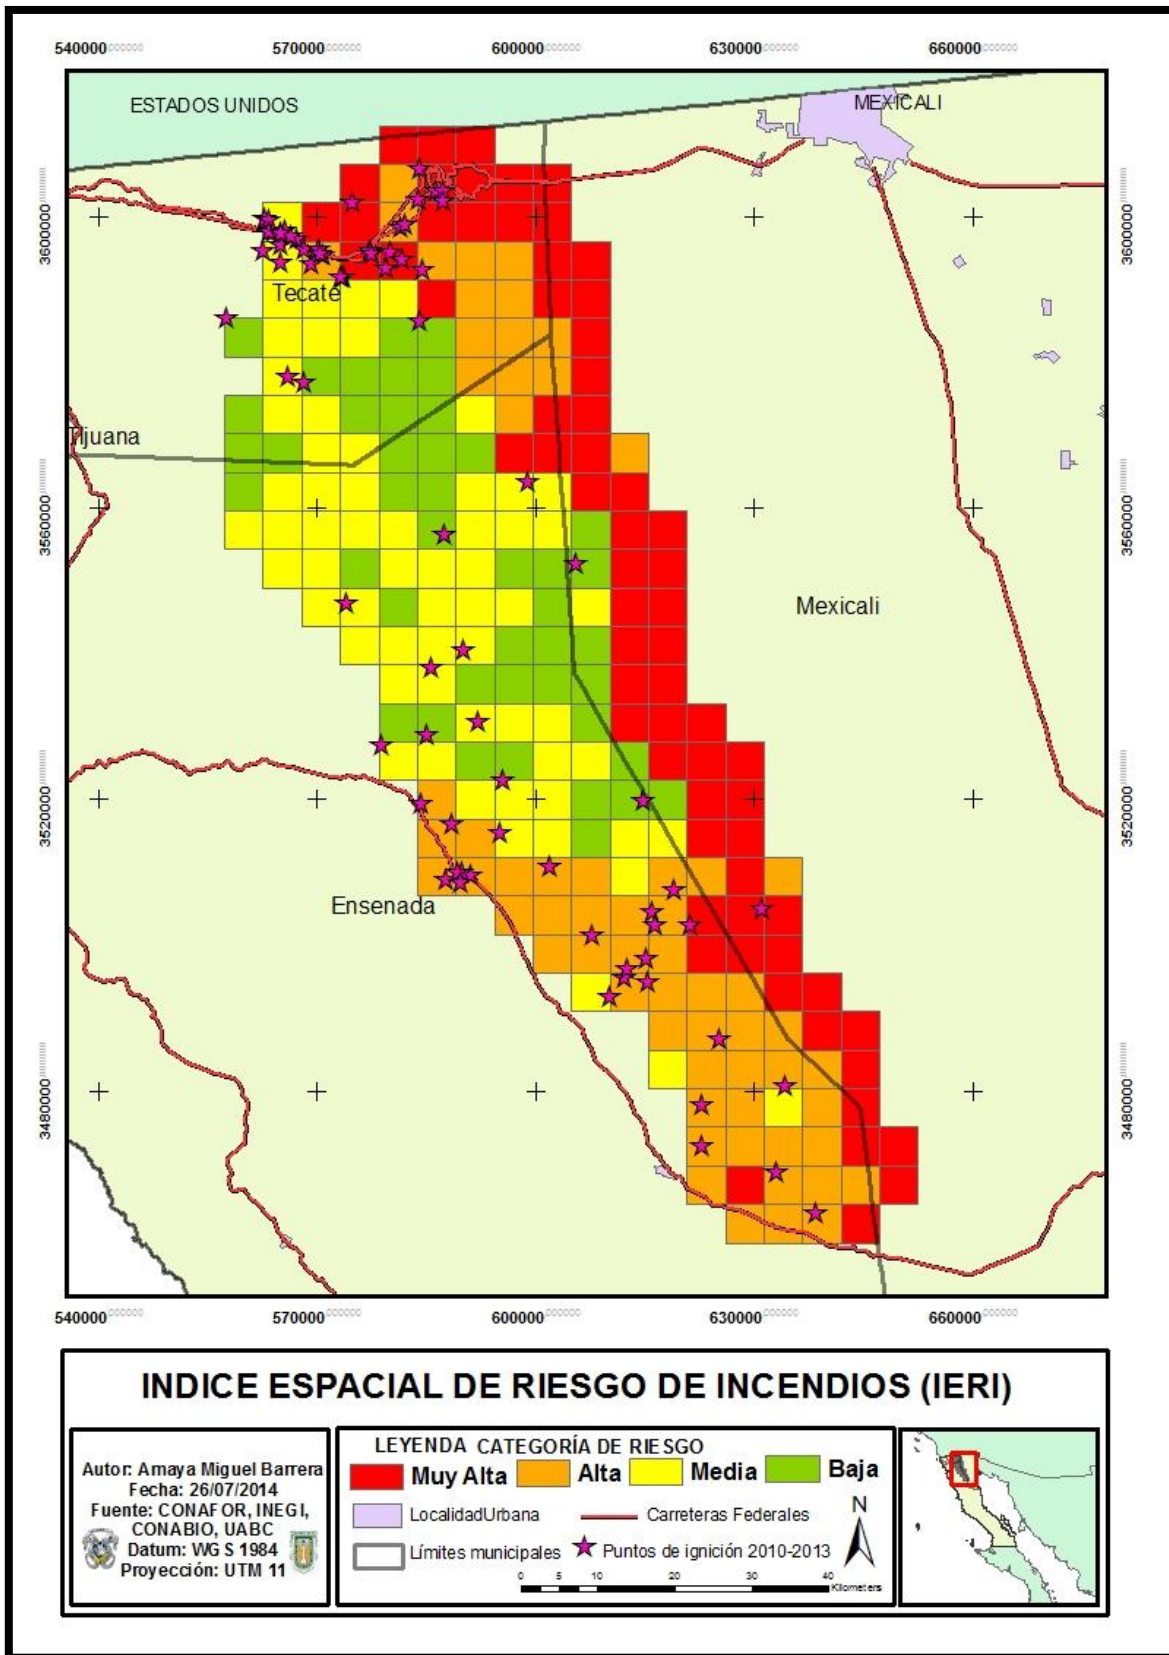 540000 570000 600000 630000 660000
ESTADOS UNIDOS
MEXICALI
3600000 3600000
Tecate
Tijuana
3560000 3560000
Mexicali
3520000 3520000
Ensenada
3480000 3480000
540000 570000 600000 630000 660000
INDICE ESPACIAL DE RIESGO DE INCENDIOS (IERI)
Autor: Amaya Miguel Barrera
Fecha: 26/07/2014
Fuente: CONAFOR, INEGI,
CONABIO, UABC
Datum: WGS 1984
Proyección: UTM 11
LEYENDA CATEGORÍA DE RIESGO
Muy Alta Alta Media Baja
LocalidadUrbana Carreteras Federales
N
Límites municipales Puntos de ignición 2010-2013
0 5 10 20 30 40
Kilometers